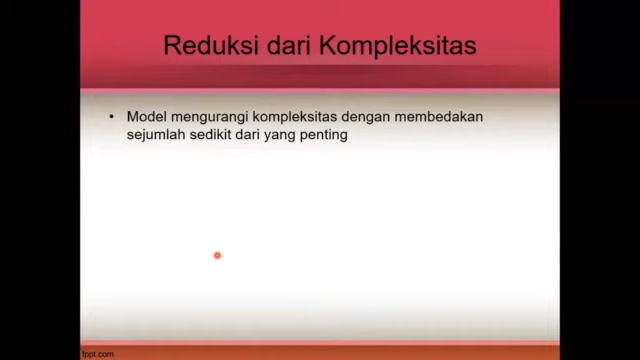 Reduksi dari Kompleksitas
• Model mengurangi kompleksitas dengan membedakan
sejumlah sedikit dari yang penting
fppt.com